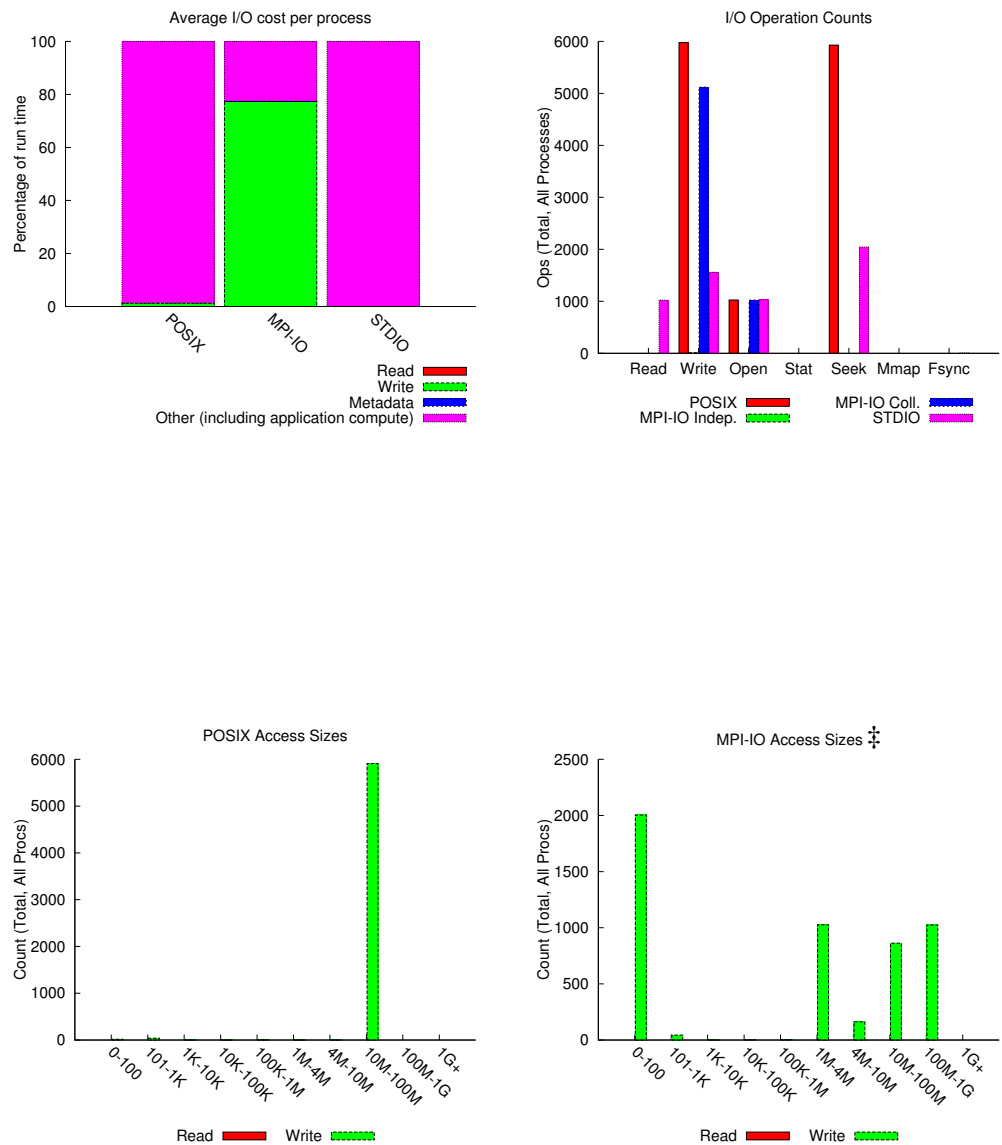 Average I/O cost per process
Percentage of run time
100
80
60
40
20
0
POSIX
MPI-IO
STDIO
Read
Write
Metadata
Other (including application compute)
I/O Operation Counts
Ops (Total, All Processes)
6000
5000
4000
3000
2000
1000
0
Read Write Open Stat Seek Mmap Fsync
POSIX MPI-IO Coll.
MPI-IO Indep. STDIO
POSIX Access Sizes
Count (Total, All Procs)
6000
5000
4000
3000
2000
1000
0
0-100
101-1K
1K-10K
10K-100K
100K-1M
1M-4M
4M-10M
10M-100M
100M-1G
1G+
Read Write
MPI-IO Access Sizes ‡
Count (Total, All Procs)
2500
2000
1500
1000
500
0
0-100
101-1K
1K-10K
10K-100K
100K-1M
1M-4M
4M-10M
10M-100M
100M-1G
1G+
Read Write